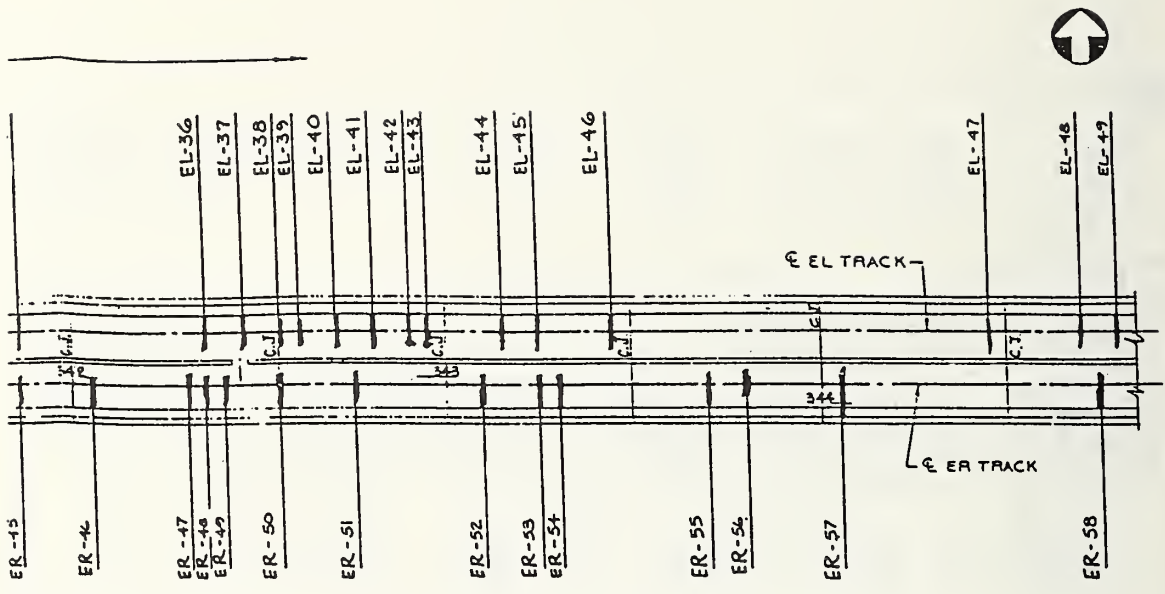 EL-36
EL-37
EL-38
EL-39
EL-40
EL-41
EL-42
EL-43
EL-44
EL-45
EL-46
EL-47
EL-48
EL-49
℄ EL TRACK
C.J.
C.J.
C.J.
C.J.
C.J.
C.J.
342
343
344
℄ ER TRACK
ER-45
ER-46
ER-47
ER-48
ER-49
ER-50
ER-51
ER-52
ER-53
ER-54
ER-55
ER-56
ER-57
ER-58